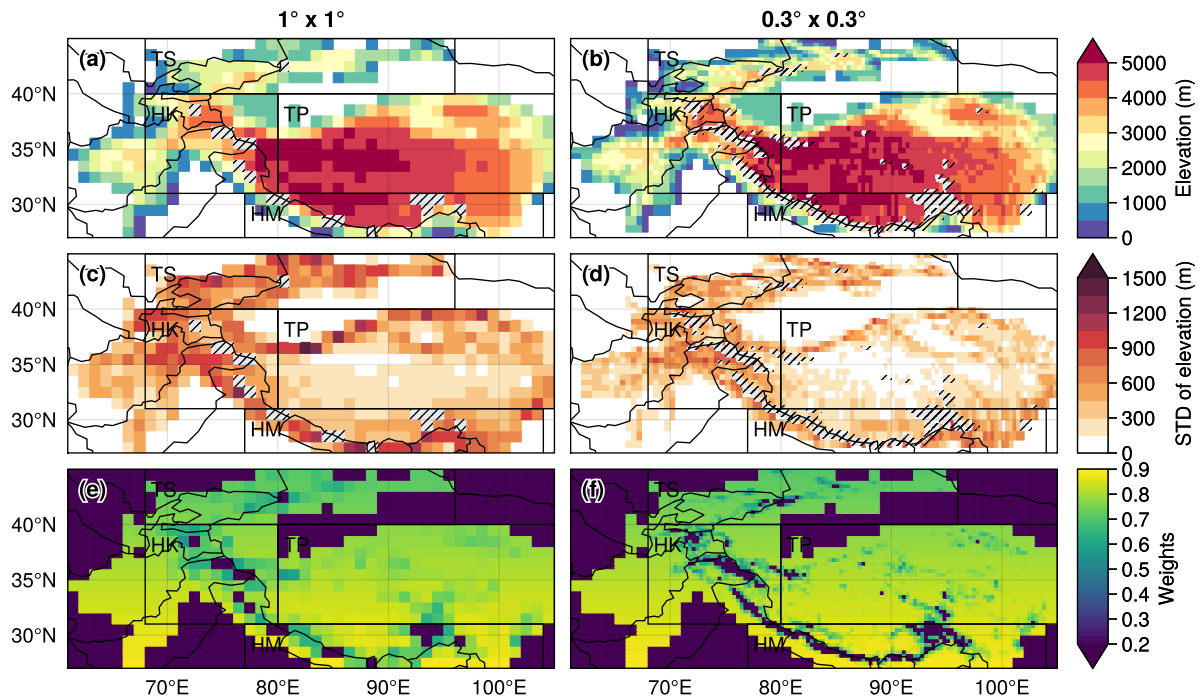 1° x 1°
0.3° x 0.3°
(a)
TS
HK
TP
HM
40°N
35°N
30°N
(b)
TS
HK
TP
HM
5000
4000
3000
2000
1000
0
Elevation (m)
(c)
TS
HK
TP
HM
40°N
35°N
30°N
(d)
TS
HK
TP
HM
1500
1200
900
600
300
0
STD of elevation (m)
(e)
TS
HK
TP
HM
40°N
35°N
30°N
70°E
80°E
90°E
100°E
(f)
TS
HK
TP
HM
70°E
80°E
90°E
100°E
0.9
0.8
0.7
0.6
0.5
0.4
0.3
0.2
Weights